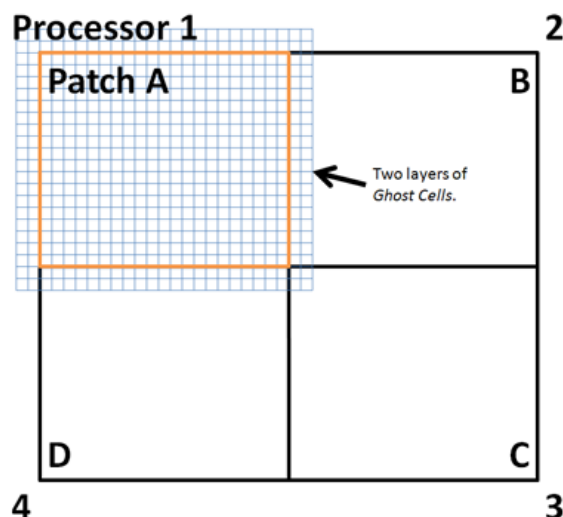 Processor 1
2
Patch A
B
Two layers of
Ghost Cells.
D
C
4
3